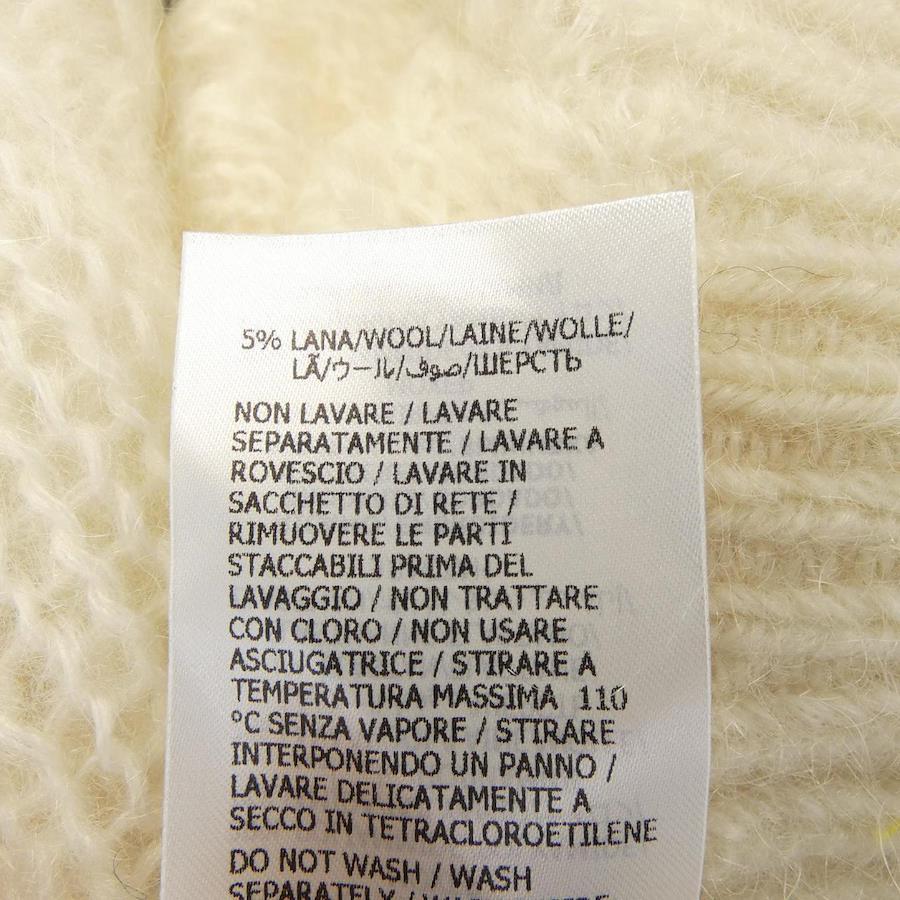 5% LANA/WOOL/LAINE/WOLLE/
LÃ/ウール/صوف/ШЕРСТЬ
NON LAVARE / LAVARE
SEPARATAMENTE / LAVARE A
ROVESCIO / LAVARE IN
SACCHETTO DI RETE /
RIMUOVERE LE PARTI
STACCABILI PRIMA DEL
LAVAGGIO / NON TRATTARE
CON CLORO / NON USARE
ASCIUGATRICE / STIRARE A
TEMPERATURA MASSIMA 110
°C SENZA VAPORE / STIRARE
INTERPONENDO UN PANNO /
LAVARE DELICATAMENTE A
SECCO IN TETRACLOROETILENE
DO NOT WASH / WASH
SEPARATELY /